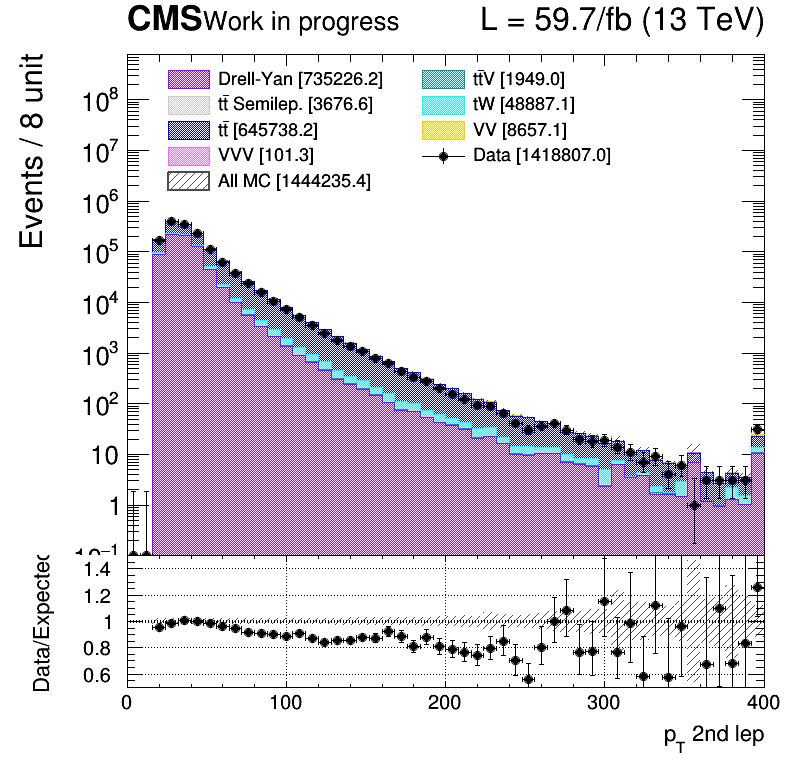 CMS Work in progress L = 59.7/fb (13 TeV)
Events / 8 unit
Drell-Yan [735226.2] tt̄V [1949.0]
tt̄ Semilep. [3676.6] tW [48887.1]
tt̄ [645738.2] VV [8657.1]
VVV [101.3] Data [1418807.0]
All MC [1444235.4]
10⁸
10⁷
10⁶
10⁵
10⁴
10³
10²
10
1
10⁻¹
Data/Expected
1.4
1.2
1
0.8
0.6
0 100 200 300 400
p_T 2nd lep